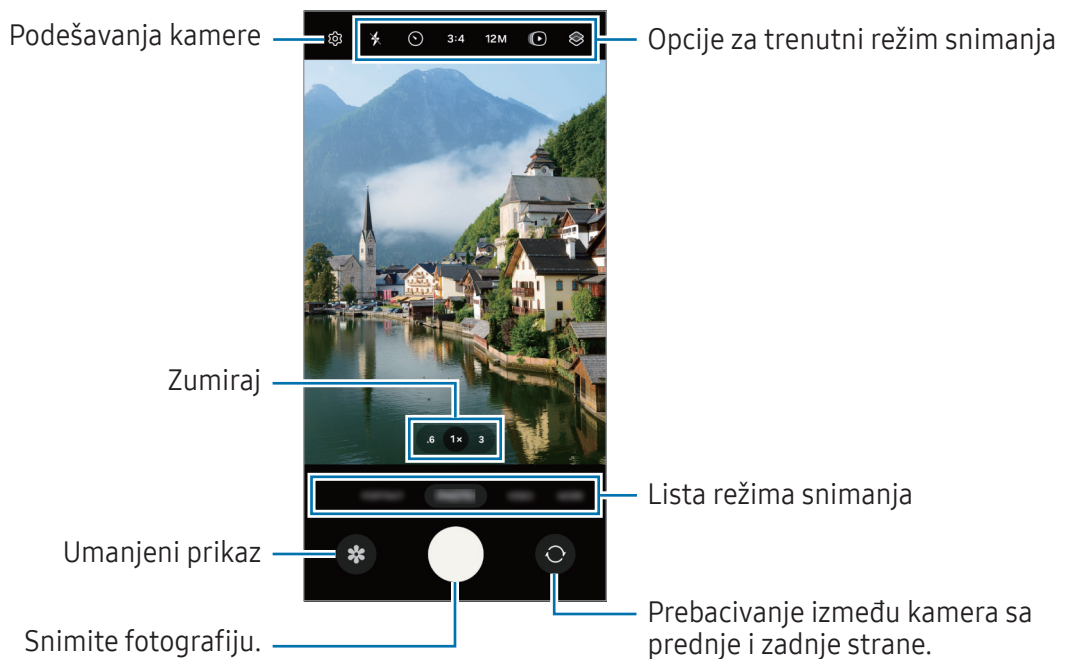 Podešavanja kamere
3:4
12M
Opcije za trenutni režim snimanja
Zumiraj
.6
1×
3
Lista režima snimanja
Umanjeni prikaz
Prebacivanje između kamera sa
prednje i zadnje strane.
Snimite fotografiju.